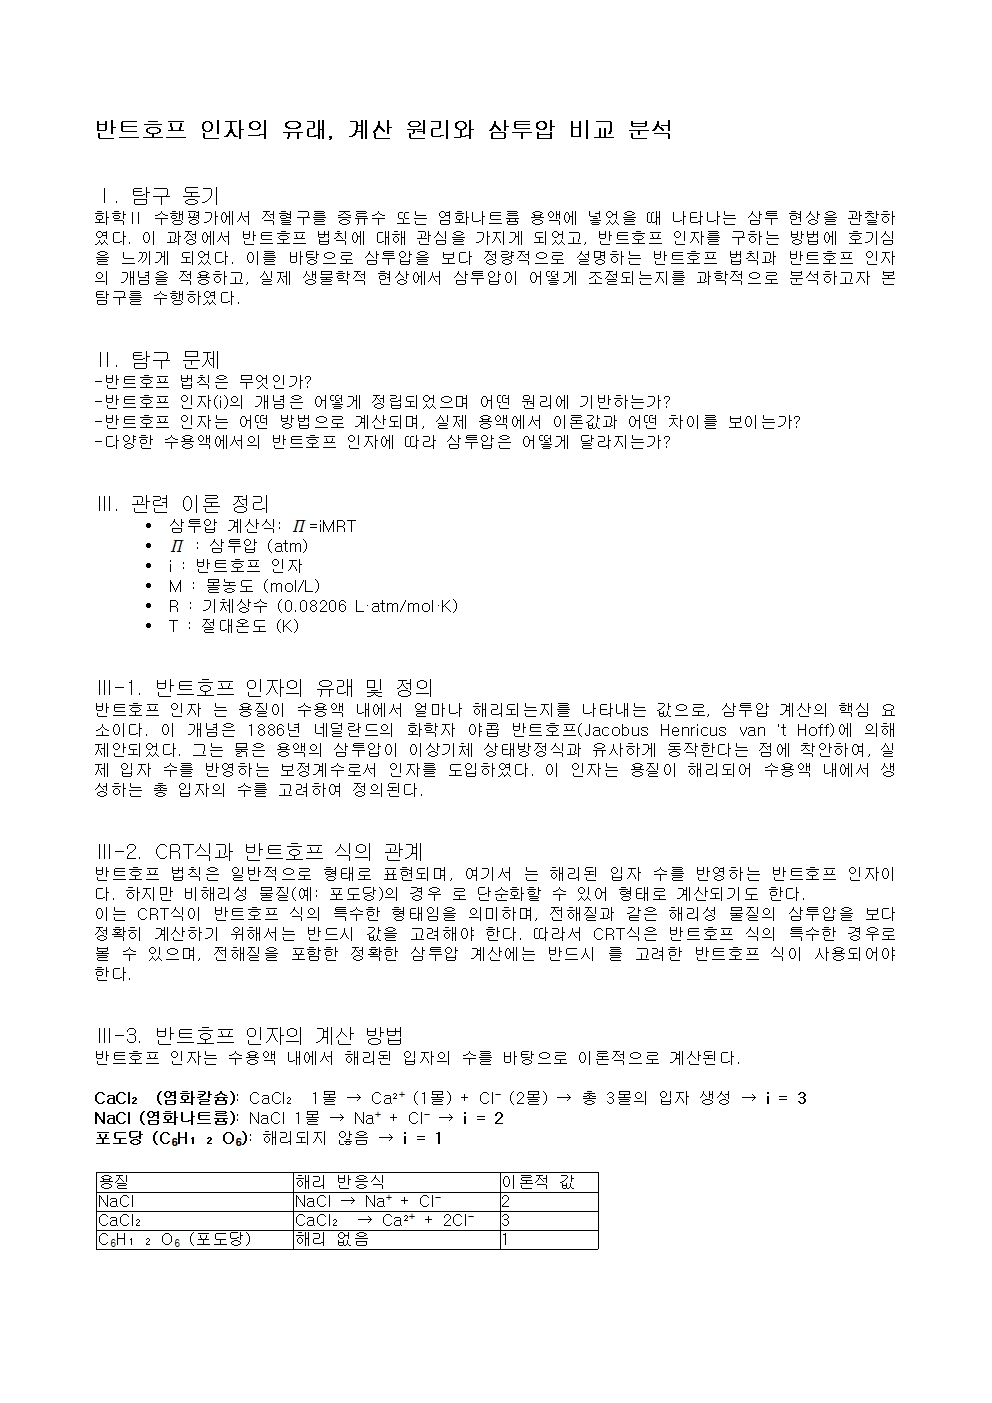 반트호프 인자의 유래, 계산 원리와 삼투압 비교 분석
Ⅰ. 탐구 동기
화학Ⅱ 수행평가에서 적혈구를 증류수 또는 염화나트륨 용액에 넣었을 때 나타나는 삼투 현상을 관찰하
였다. 이 과정에서 반트호프 법칙에 대해 관심을 가지게 되었고, 반트호프 인자를 구하는 방법에 호기심
을 느끼게 되었다. 이를 바탕으로 삼투압을 보다 정량적으로 설명하는 반트호프 법칙과 반트호프 인자
의 개념을 적용하고, 실제 생물학적 현상에서 삼투압이 어떻게 조절되는지를 과학적으로 분석하고자 본
탐구를 수행하였다.
Ⅱ. 탐구 문제
-반트호프 법칙은 무엇인가?
-반트호프 인자(i)의 개념은 어떻게 정립되었으며 어떤 원리에 기반하는가?
-반트호프 인자는 어떤 방법으로 계산되며, 실제 용액에서 이론값과 어떤 차이를 보이는가?
-다양한 수용액에서의 반트호프 인자에 따라 삼투압은 어떻게 달라지는가?
Ⅲ. 관련 이론 정리
• 삼투압 계산식: Π=iMRT
• Π : 삼투압 (atm)
• i : 반트호프 인자
• M : 몰농도 (mol/L)
• R : 기체상수 (0.08206 L·atm/mol·K)
• T : 절대온도 (K)
Ⅲ-1. 반트호프 인자의 유래 및 정의
반트호프 인자 는 용질이 수용액 내에서 얼마나 해리되는지를 나타내는 값으로, 삼투압 계산의 핵심 요
소이다. 이 개념은 1886년 네덜란드의 화학자 야콥 반트호프(Jacobus Henricus van 't Hoff)에 의해
제안되었다. 그는 묽은 용액의 삼투압이 이상기체 상태방정식과 유사하게 동작한다는 점에 착안하여, 실
제 입자 수를 반영하는 보정계수로서 인자를 도입하였다. 이 인자는 용질이 해리되어 수용액 내에서 생
성하는 총 입자의 수를 고려하여 정의된다.
Ⅲ-2. CRT식과 반트호프 식의 관계
반트호프 법칙은 일반적으로 형태로 표현되며, 여기서 는 해리된 입자 수를 반영하는 반트호프 인자이
다. 하지만 비해리성 물질(예: 포도당)의 경우 로 단순화할 수 있어 형태로 계산되기도 한다.
이는 CRT식이 반트호프 식의 특수한 형태임을 의미하며, 전해질과 같은 해리성 물질의 삼투압을 보다
정확히 계산하기 위해서는 반드시 값을 고려해야 한다. 따라서 CRT식은 반트호프 식의 특수한 경우로
볼 수 있으며, 전해질을 포함한 정확한 삼투압 계산에는 반드시 를 고려한 반트호프 식이 사용되어야
한다.
Ⅲ-3. 반트호프 인자의 계산 방법
반트호프 인자는 수용액 내에서 해리된 입자의 수를 바탕으로 이론적으로 계산된다.
CaCl₂ (염화칼슘): CaCl₂ 1몰 → Ca²⁺ (1몰) + Cl⁻ (2몰) → 총 3몰의 입자 생성 → i = 3
NaCl (염화나트륨): NaCl 1몰 → Na⁺ + Cl⁻ → i = 2
포도당 (C₆H₁₂O₆): 해리되지 않음 → i = 1
용질 해리 반응식 이론적 값
NaCl NaCl → Na⁺ + Cl⁻ 2
CaCl₂ CaCl₂ → Ca²⁺ + 2Cl⁻ 3
C₆H₁₂O₆ (포도당) 해리 없음 1